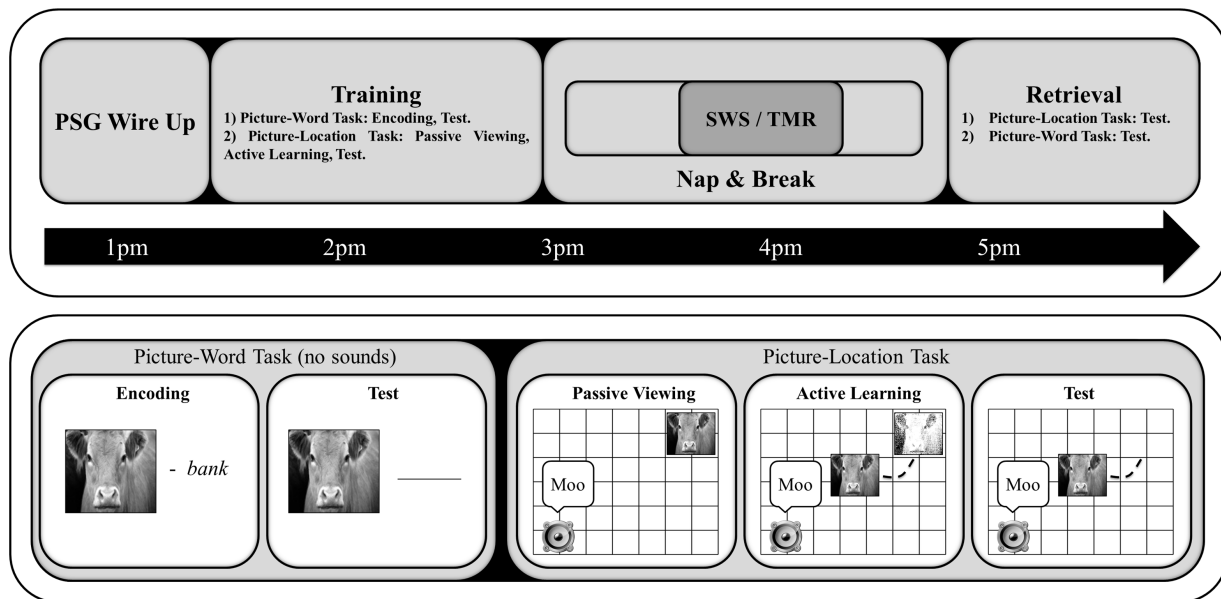 PSG Wire Up
Training
1) Picture-Word Task: Encoding, Test.
2) Picture-Location Task: Passive Viewing,
Active Learning, Test.
SWS / TMR
Nap & Break
Retrieval
1) Picture-Location Task: Test.
2) Picture-Word Task: Test.
1pm 2pm 3pm 4pm 5pm
Picture-Word Task (no sounds)
Encoding
- bank
Test
Picture-Location Task
Passive Viewing
Moo
Active Learning
Moo
Test
Moo